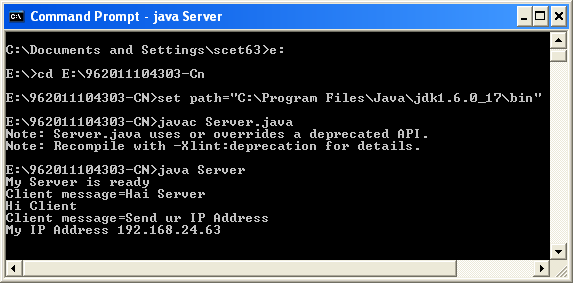 Command Prompt - java Server
C:\Documents and Settings\scet63>e:
E:\>cd E:\962011104303-Cn
E:\962011104303-CN>set path="C:\Program Files\Java\jdk1.6.0_17\bin"
E:\962011104303-CN>javac Server.java
Note: Server.java uses or overrides a deprecated API.
Note: Recompile with -Xlint:deprecation for details.
E:\962011104303-CN>java Server
My Server is ready
Client message=Hai Server
Hi Client
Client message=Send ur IP Address
My IP Address 192.168.24.63